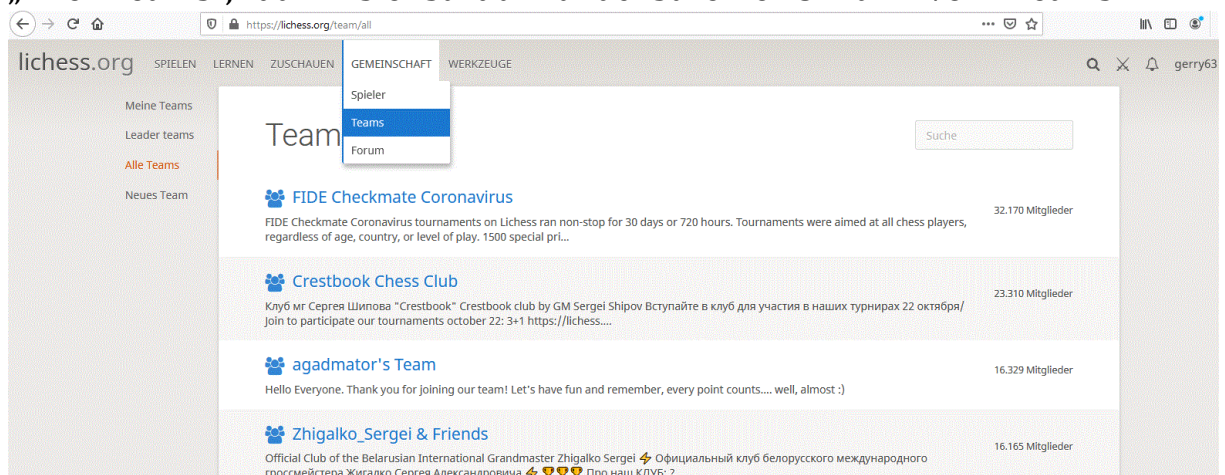 https://lichess.org/team/all
lichess.org SPIELEN LERNEN ZUSCHAUEN GEMEINSCHAFT WERKZEUGE gerry63
Spieler
Teams
Forum
Meine Teams
Leader teams
Alle Teams
Neues Team
Team
Suche
FIDE Checkmate Coronavirus
FIDE Checkmate Coronavirus tournaments on Lichess ran non-stop for 30 days or 720 hours. Tournaments were aimed at all chess players,
regardless of age, country, or level of play. 1500 special pri...
32.170 Mitglieder
Crestbook Chess Club
Клуб мг Сергея Шипова "Crestbook" Crestbook club by GM Sergei Shipov Вступайте в клуб для участия в наших турнирах 22 октября/
Join to participate our tournaments october 22: 3+1 https://lichess....
23.310 Mitglieder
agadmator's Team
Hello Everyone. Thank you for joining our team! Let's have fun and remember, every point counts.... well, almost :)
16.329 Mitglieder
Zhigalko_Sergei & Friends
Official Club of the Belarusian International Grandmaster Zhigalko Sergei ⚡ Официальный клуб белорусского международного
гроссмейстера Жигалко Сергея Александровича ⚡ 🏆🏆🏆 Про наш КЛУБ: ?
16.165 Mitglieder